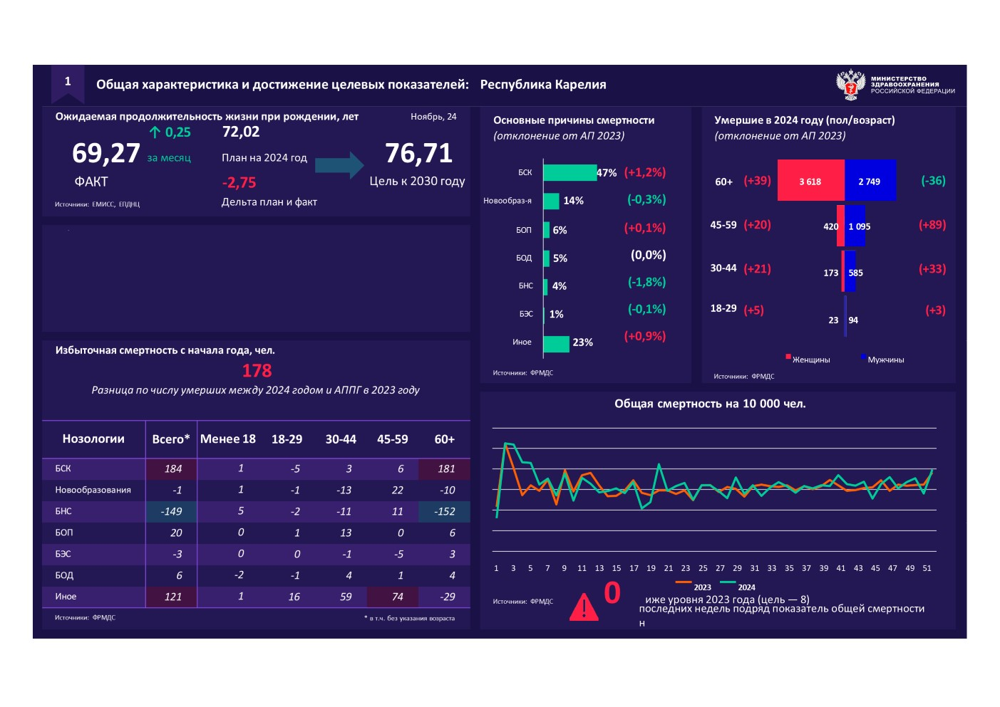 1
Общая характеристика и достижение целевых показателей: Республика Карелия
МИНИСТЕРСТВО
ЗДРАВООХРАНЕНИЯ
РОССИЙСКОЙ ФЕДЕРАЦИИ
Ожидаемая продолжительность жизни при рождении, лет
Ноябрь, 24
↑ 0,25
72,02
69,27
за месяц
План на 2024 год
76,71
ФАКТ
-2,75
Цель к 2030 году
Источники: ЕМИСС, ЕПДНЦ
Дельта план и факт
Избыточная смертность с начала года, чел.
178
Разница по числу умерших между 2024 годом и АППГ в 2023 году
Нозологии Всего* Менее 18 18-29 30-44 45-59 60+
БСК 184 1 -5 3 6 181
Новообразования -1 1 -1 -13 22 -10
БНС -149 5 -2 -11 11 -152
БОП 20 0 1 13 0 6
БЭС -3 0 0 -1 -5 3
БОД 6 -2 -1 4 1 4
Иное 121 1 16 59 74 -29
Источники: ФРМДС
* в т.ч. без указания возраста
Основные причины смертности
(отклонение от АП 2023)
БСК 47% (+1,2%)
Новообраз-я 14% (-0,3%)
БОП 6% (+0,1%)
БОД 5% (0,0%)
БНС 4% (-1,8%)
БЭС 1% (-0,1%)
Иное 23% (+0,9%)
Источники: ФРМДС
Умершие в 2024 году (пол/возраст)
(отклонение от АП 2023)
60+ (+39) 3 618 2 749 (-36)
45-59 (+20) 420 1 095 (+89)
30-44 (+21) 173 585 (+33)
18-29 (+5) 23 94 (+3)
Женщины Мужчины
Источники: ФРМДС
Общая смертность на 10 000 чел.
1 3 5 7 9 11 13 15 17 19 21 23 25 27 29 31 33 35 37 39 41 43 45 47 49 51
2023 2024
Источники: ФРМДС
0
иже уровня 2023 года (цель — 8)
последних недель подряд показатель общей смертности
н